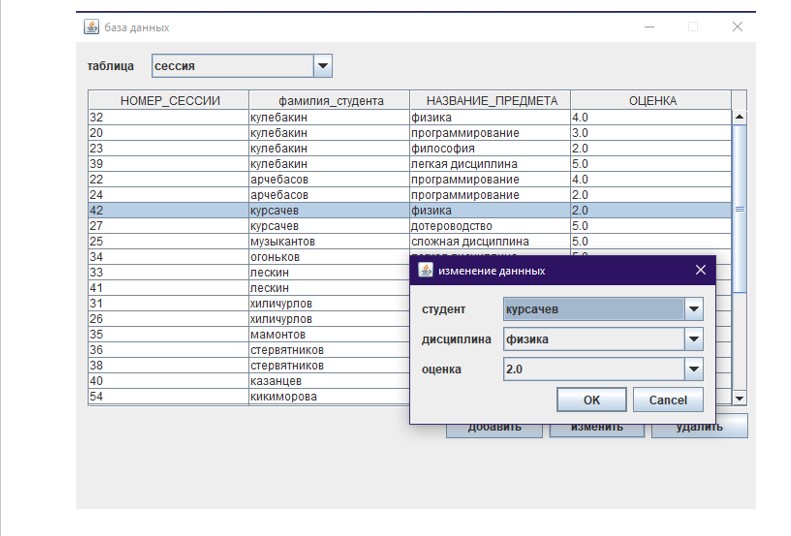 база данных
таблица сессия
НОМЕР_СЕССИИ фамилия_студента НАЗВАНИЕ_ПРЕДМЕТА ОЦЕНКА
32 кулебакин физика 4.0
20 кулебакин программирование 3.0
23 кулебакин философия 2.0
39 кулебакин легкая дисциплина 5.0
22 арчебасов программирование 4.0
24 арчебасов программирование 2.0
42 курсачев физика 2.0
27 курсачев дотероводство 5.0
25 музыкантов сложная дисциплина 5.0
34 огоньков
33 лескин
41 лескин
31 хиличурлов
26 хиличурлов
35 мамонтов
36 стервятников
38 стервятников
40 казанцев
54 кикиморова
изменение даннных
студент курсачев
дисциплина физика
оценка 2.0
OK Cancel
добавить изменить удалить